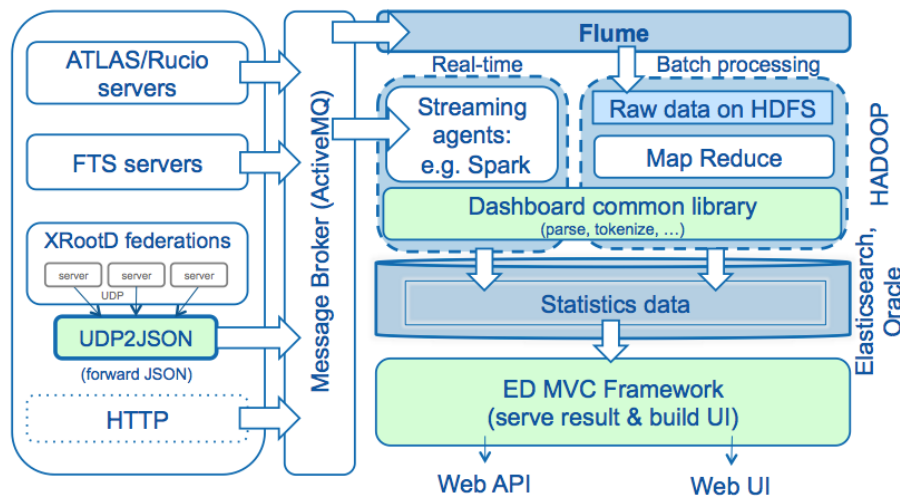 ATLAS/Rucio
servers
FTS servers
XRootD federations
server
server
server
UDP
UDP2JSON
(forward JSON)
HTTP
Message Broker (ActiveMQ)
Flume
Real-time
Batch processing
Streaming
agents:
e.g. Spark
Raw data on HDFS
Map Reduce
Dashboard common library
(parse, tokenize, ...)
HADOOP
Statistics data
Elasticsearch,
Oracle
ED MVC Framework
(serve result & build UI)
Web API
Web UI